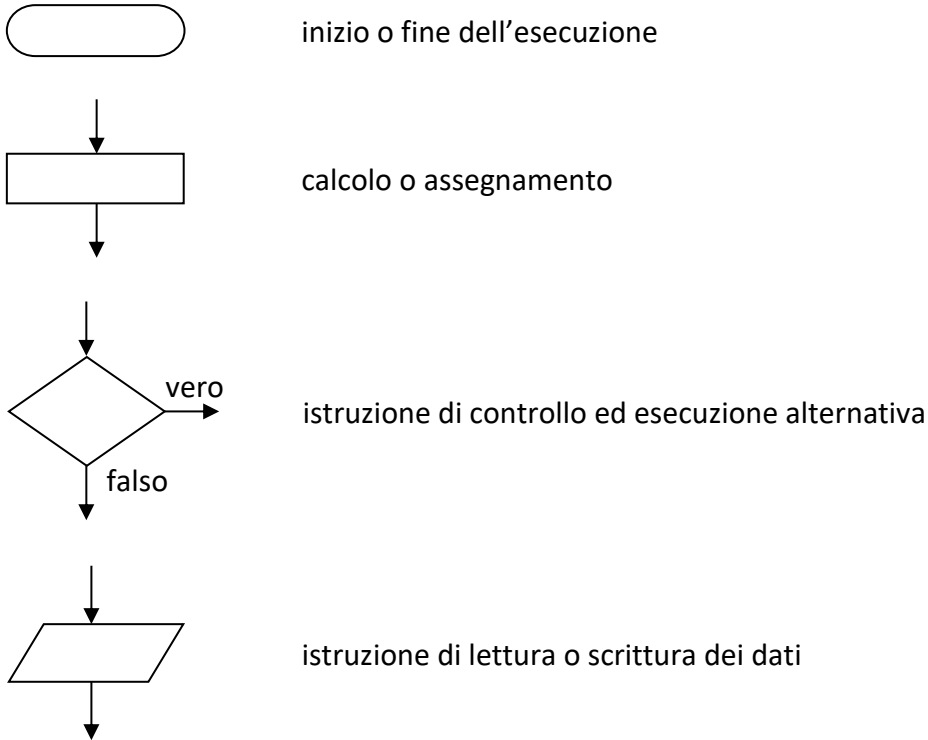 inizio o fine dell’esecuzione
calcolo o assegnamento
vero
istruzione di controllo ed esecuzione alternativa
falso
istruzione di lettura o scrittura dei dati